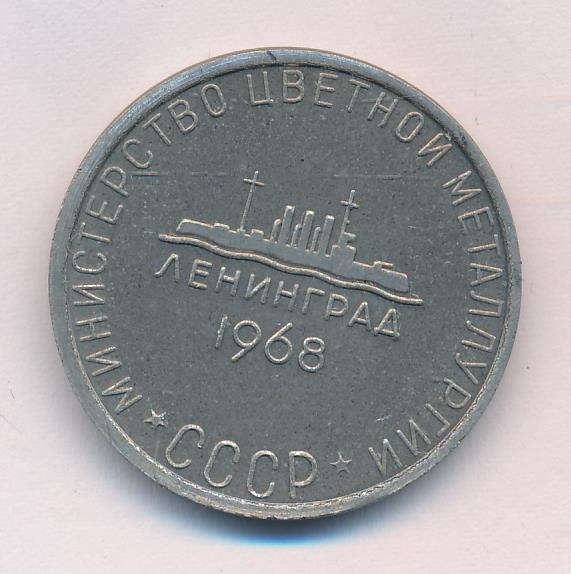 МИНИСТЕРСТВО ЦВЕТНОЙ МЕТАЛЛУРГИИ
СССР
ЛЕНИНГРАД
1968